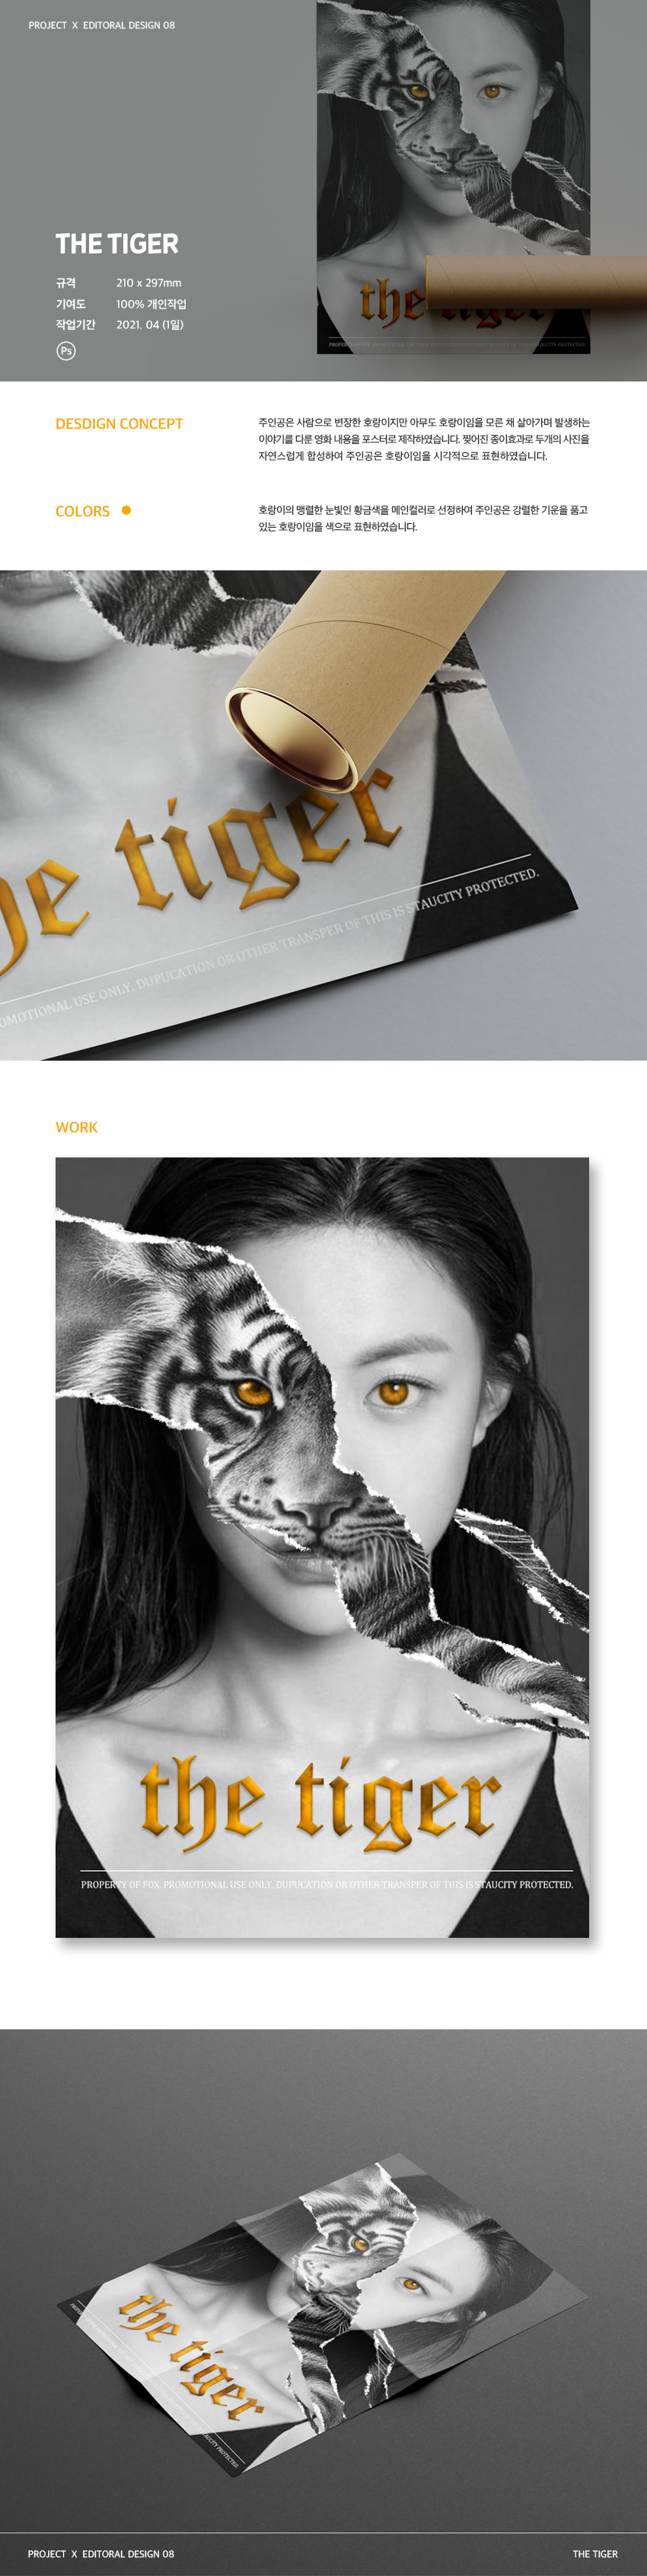 PROJECT X EDITORAL DESIGN 08
THE TIGER
규격 210 x 297mm
기여도 100% 개인작업
작업기간 2021. 04 (1일)
Ps
the tiger
PROPERTY OF FOX. PROMOTIONAL USE ONLY. DUPUCATION OR OTHER TRANSPER OF THIS IS STAUCITY PROTECTED.
DESDIGN CONCEPT
주인공은 사람으로 변장한 호랑이지만 아무도 호랑이임을 모른 채 살아가며 발생하는
이야기를 다룬 영화 내용을 포스터로 제작하였습니다. 찢어진 종이효과로 두개의 사진을
자연스럽게 합성하여 주인공은 호랑이임을 시각적으로 표현하였습니다.
COLORS
호랑이의 맹렬한 눈빛인 황금색을 메인컬러로 선정하여 주인공은 강렬한 기운을 품고
있는 호랑이임을 색으로 표현하였습니다.
he tiger
OMOTIONAL USE ONLY. DUPUCATION OR OTHER TRANSPER OF THIS IS STAUCITY PROTECTED.
WORK
the tiger
PROPERTY OF FOX. PROMOTIONAL USE ONLY. DUPUCATION OR OTHER TRANSPER OF THIS IS STAUCITY PROTECTED.
the tiger
PROTECTED.
PROJECT X EDITORAL DESIGN 08
THE TIGER